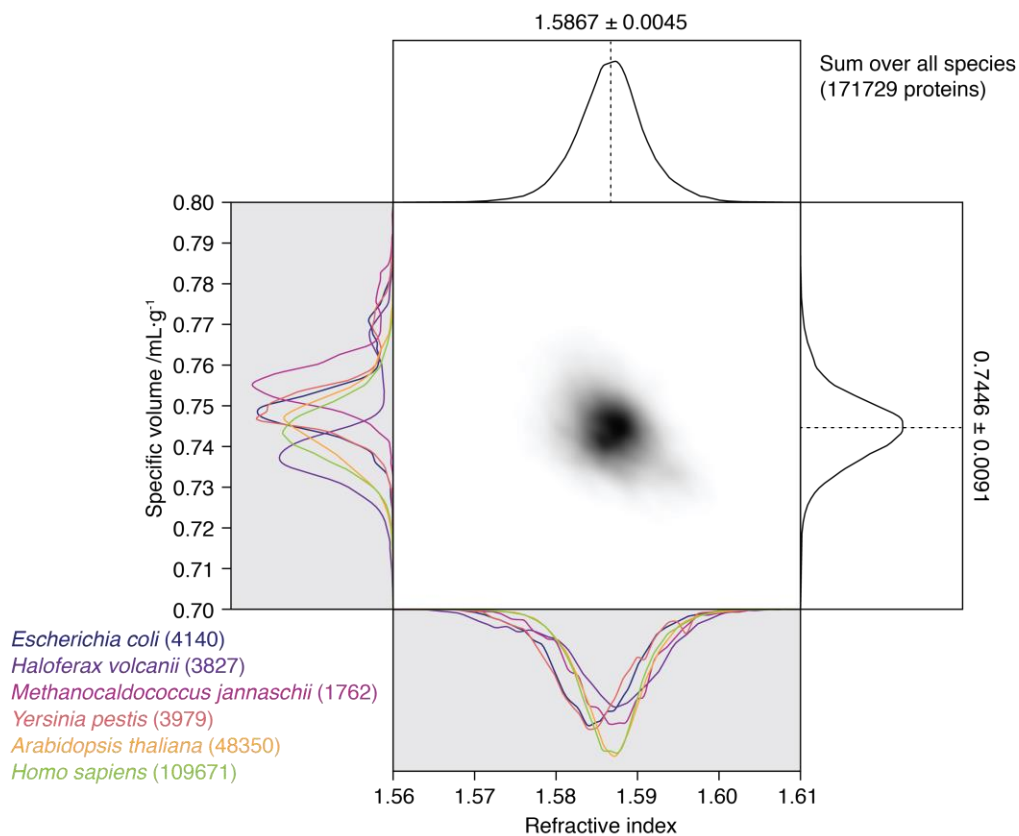 1.5867 ± 0.0045
Sum over all species
(171729 proteins)
0.80
0.79
0.78
0.77
0.76
0.75
0.74
0.73
0.72
0.71
0.70
Specific volume /mL·g⁻¹
0.7446 ± 0.0091
Escherichia coli (4140)
Haloferax volcanii (3827)
Methanocaldococcus jannaschii (1762)
Yersinia pestis (3979)
Arabidopsis thaliana (48350)
Homo sapiens (109671)
1.56 1.57 1.58 1.59 1.60 1.61
Refractive index